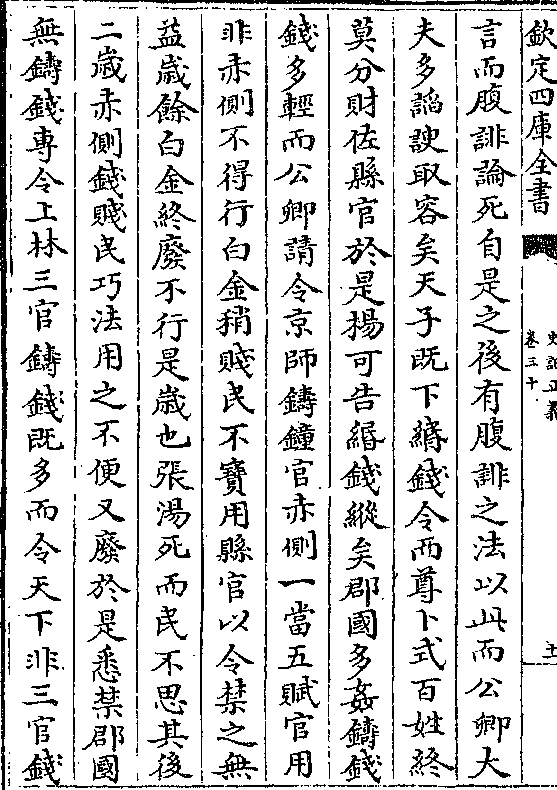 欽定四庫全書
史記正義
卷三十
言而腹誹論死自是之後有腹誹之法以此而公卿大
夫多諂諛取容矣天子既下緡錢令而尊卜式百姓終
莫分財佐縣官於是揚可告緡錢縱矣郡國多姦鑄錢
錢多輕而公卿請令京師鑄鐘官赤側一當五賦官用
非赤側不得行白金稍賤民不寶用縣官以令禁之無
益歲餘白金終廢不行是歲也張湯死而民不思其後
二歲赤側錢賤民巧法用之不便又廢於是悉禁郡國
無鑄錢專令上林三官鑄錢既多而令天下非三官錢